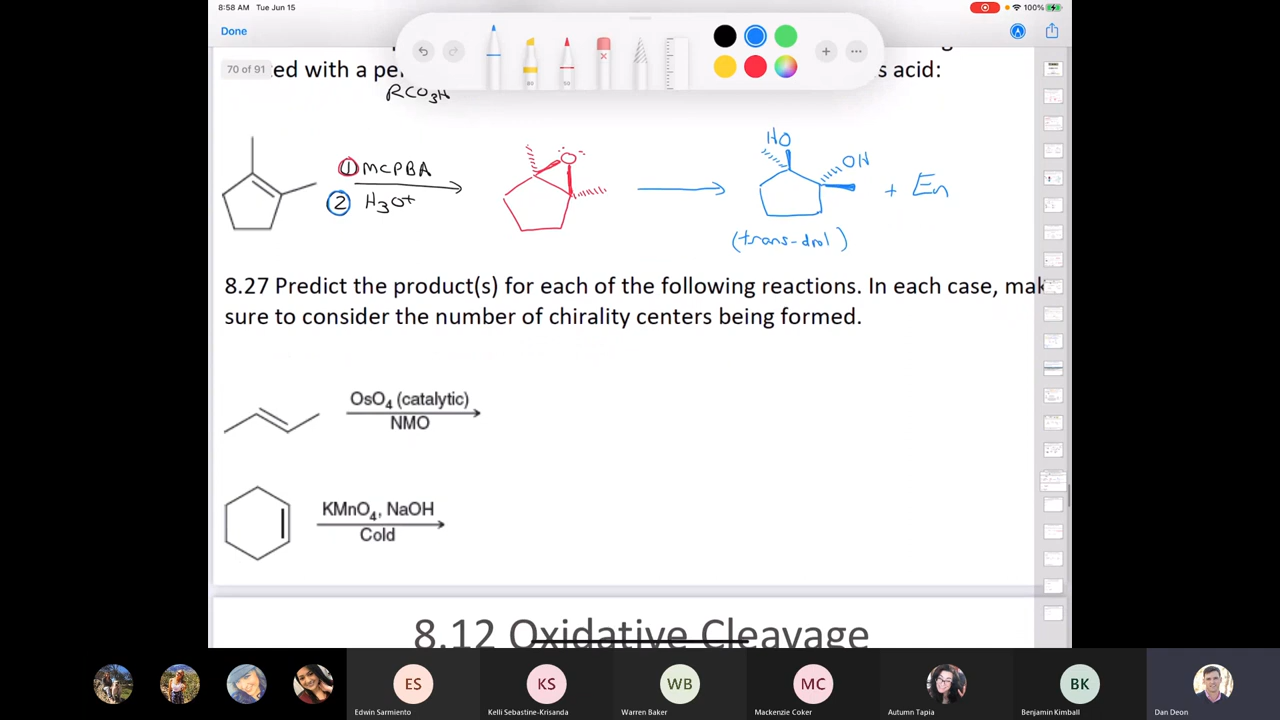 8:58 AM Tue Jun 15
100%
Done
70 of 91
with a
s acid:
RCO3H
HO
① MCPBA
O
OH
② H3O+
+ En
(trans-diol)
8.27 Predict the product(s) for each of the following reactions. In each case, mak
sure to consider the number of chirality centers being formed.
OsO4 (catalytic)
NMO
KMnO4, NaOH
Cold
8.12 Oxidative Cleavage
ES
KS
WB
MC
BK
Edwin Sarmiento
Kelli Sebastine-Krisanda
Warren Baker
Mackenzie Coker
Autumn Tapia
Benjamin Kimball
Dan Deon